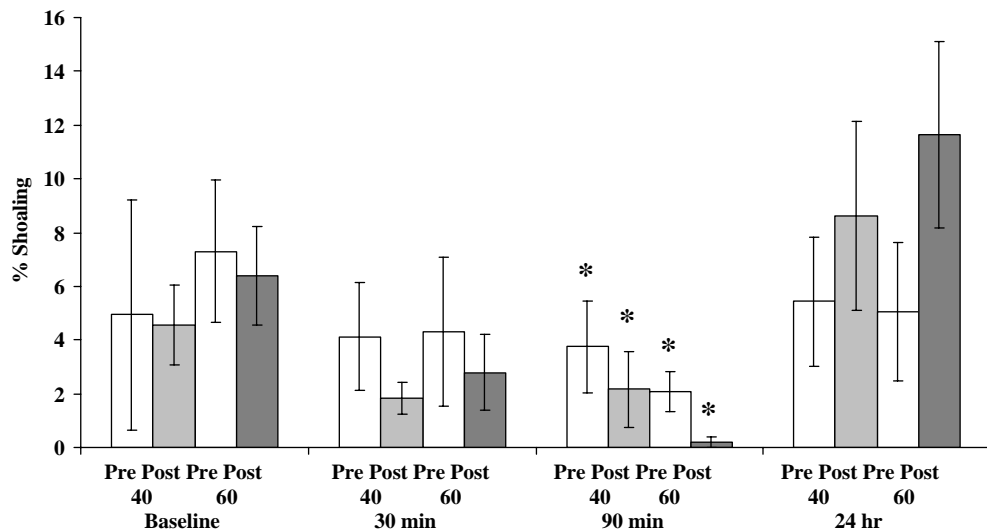 16
14
12
10
8
6
4
2
0
% Shoaling
* * * *
Pre Post Pre Post Pre Post Pre Post Pre Post Pre Post Pre Post Pre Post
40 60 40 60 40 60 40 60
Baseline 30 min 90 min 24 hr